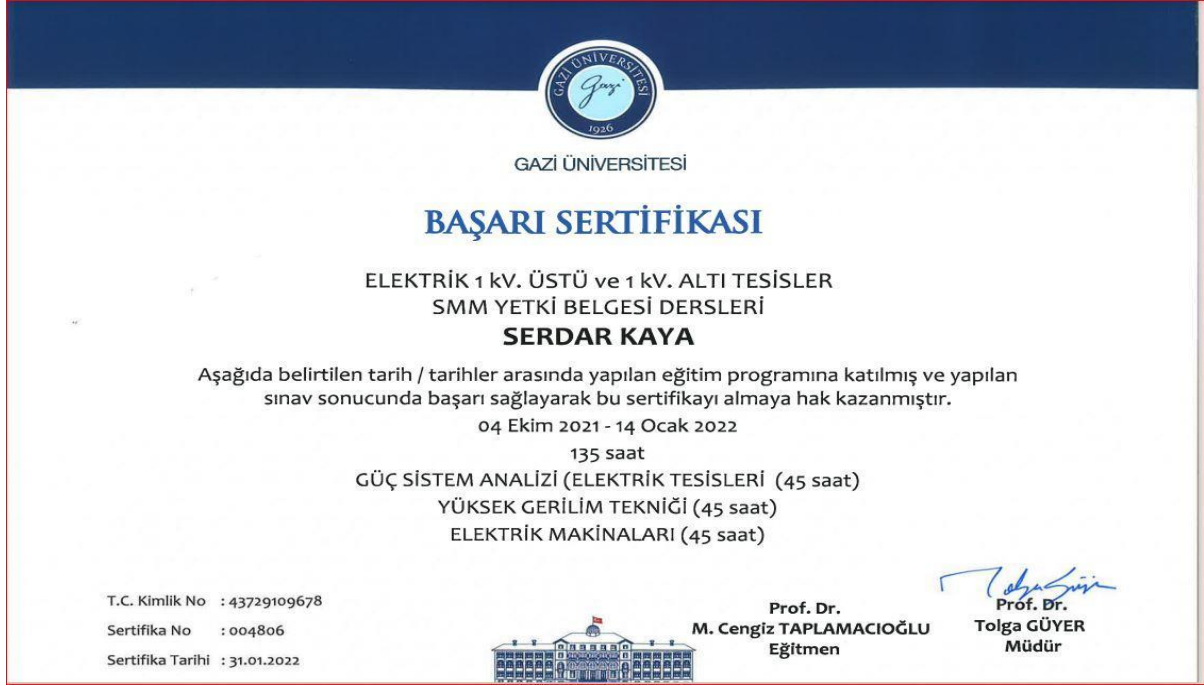 GAZİ ÜNİVERSİTESİ
Gazi
1926
GAZİ ÜNİVERSİTESİ
BAŞARI SERTİFİKASI
ELEKTRİK 1 kV. ÜSTÜ ve 1 kV. ALTI TESİSLER
SMM YETKİ BELGESİ DERSLERİ
SERDAR KAYA
Aşağıda belirtilen tarih / tarihler arasında yapılan eğitim programına katılmış ve yapılan
sınav sonucunda başarı sağlayarak bu sertifikayı almaya hak kazanmıştır.
04 Ekim 2021 - 14 Ocak 2022
135 saat
GÜÇ SİSTEM ANALİZİ (ELEKTRİK TESİSLERİ (45 saat)
YÜKSEK GERİLİM TEKNİĞİ (45 saat)
ELEKTRİK MAKİNALARI (45 saat)
T.C. Kimlik No : 43729109678
Sertifika No : 004806
Sertifika Tarihi : 31.01.2022
Prof. Dr.
M. Cengiz TAPLAMACIOĞLU
Eğitmen
Prof. Dr.
Tolga GÜYER
Müdür